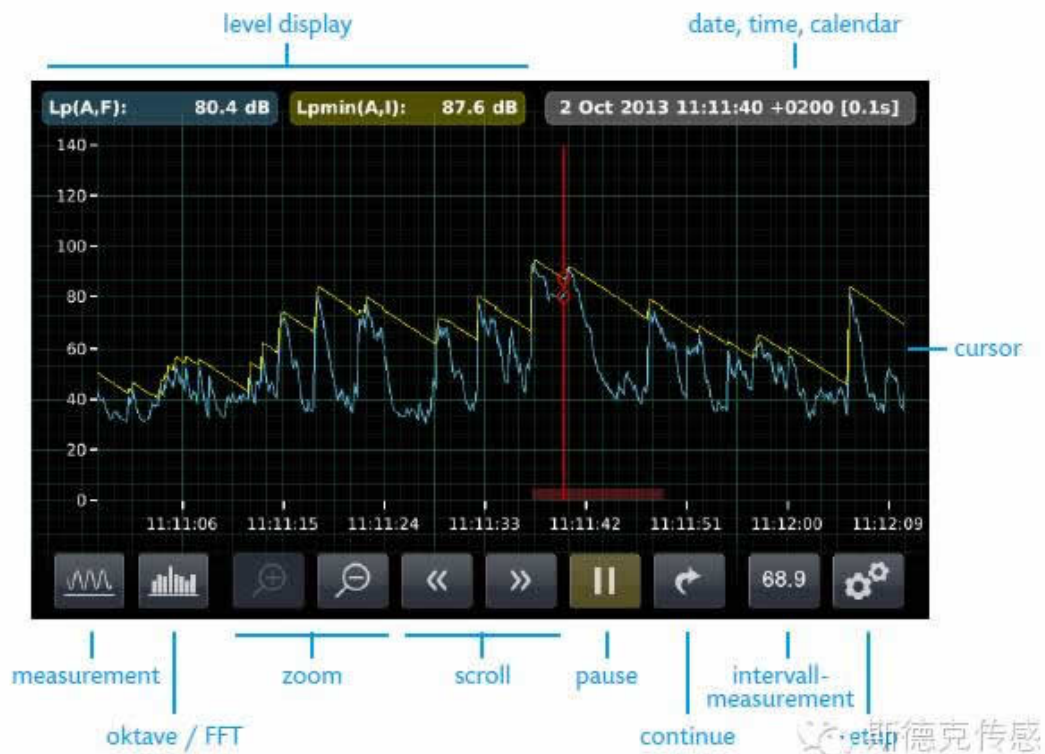 level display
date, time, calendar
Lp(A,F): 80.4 dB
Lpmin(A,I): 87.6 dB
2 Oct 2013 11:11:40 +0200 [0.1s]
140
120
100
80
60
40
20
0
cursor
11:11:06 11:11:15 11:11:24 11:11:33 11:11:42 11:11:51 11:12:00 11:12:09
68.9
measurement
zoom
scroll
pause
intervall-
measurement
oktave / FFT
continue
斯德克传感